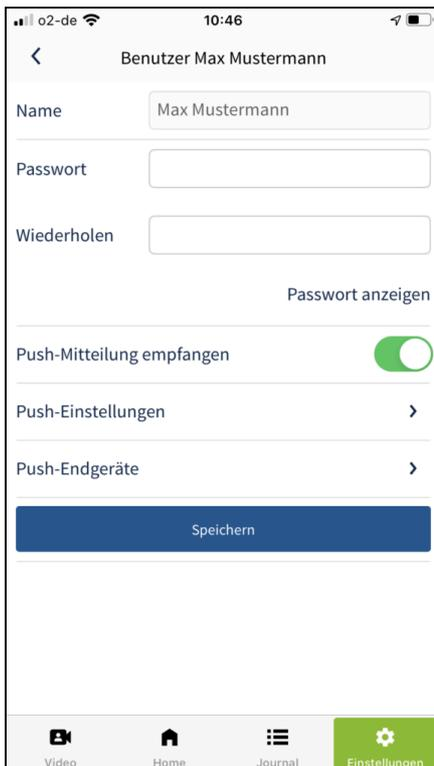 o2-de 10:46
Benutzer Max Mustermann
Name Max Mustermann
Passwort
Wiederholen
Passwort anzeigen
Push-Mitteilung empfangen
Push-Einstellungen
Push-Endgeräte
Speichern
Video Home Journal Einstellungen